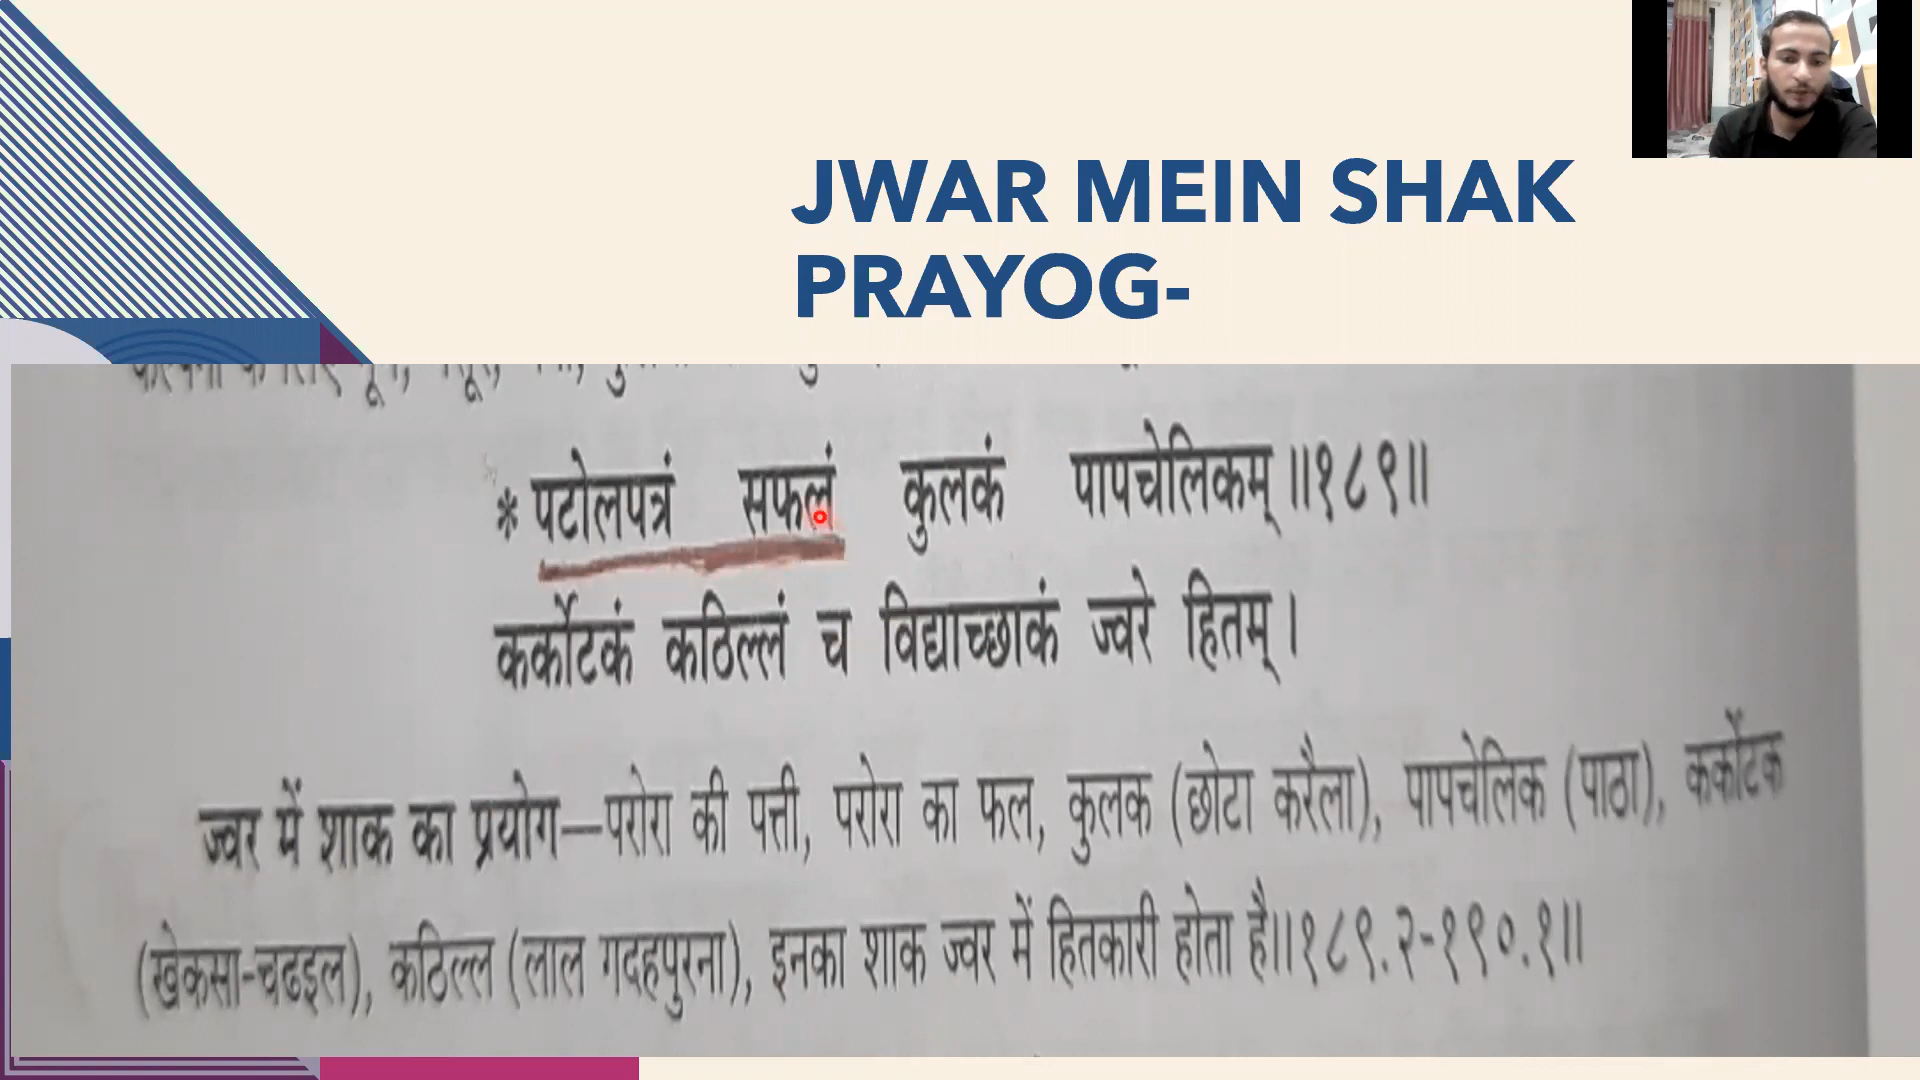 JWAR MEIN SHAK
PRAYOG-
* पटोलपत्रं सफलं कुलकं पापचेलिकम् ॥१८९॥
कर्कोटकं कठिल्लं च विद्याच्छाकं ज्वरे हितम् ।
ज्वर में शाक का प्रयोग—परोरा की पत्ती, परोरा का फल, कुलक (छोटा करैला), पापचेलिक (पाठा), कर्कोटक
(खेकसा-चढइल), कठिल्ल (लाल गदहपुरना), इनका शाक ज्वर में हितकारी होता है॥१८९.२-१९०.१॥